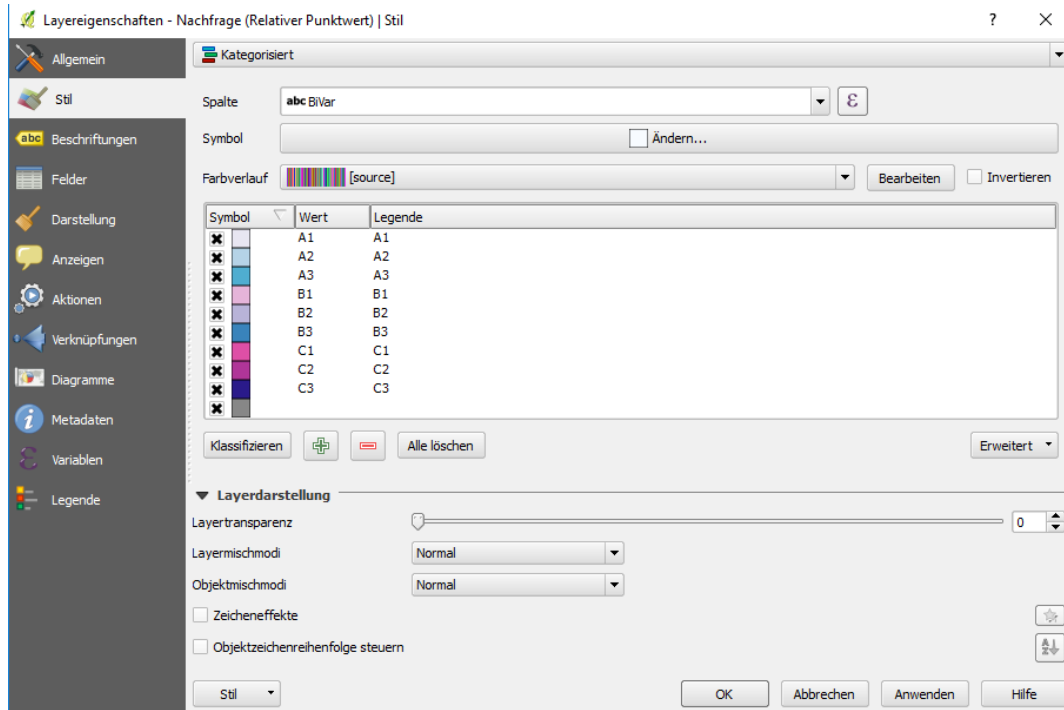 Layereigenschaften - Nachfrage (Relativer Punktwert) | Stil
?
Allgemein
Stil
abc Beschriftungen
Felder
Darstellung
Anzeigen
Aktionen
Verknüpfungen
Diagramme
Metadaten
Variablen
Legende
Kategorisiert
Spalte abc BiVar ε
Symbol Ändern...
Farbverlauf [source] Bearbeiten Invertieren
Symbol Wert Legende
A1 A1
A2 A2
A3 A3
B1 B1
B2 B2
B3 B3
C1 C1
C2 C2
C3 C3
Klassifizieren Alle löschen Erweitert
Layerdarstellung
Layertransparenz 0
Layermischmodi Normal
Objektmischmodi Normal
Zeicheneffekte
Objektzeichenreihenfolge steuern
Stil OK Abbrechen Anwenden Hilfe